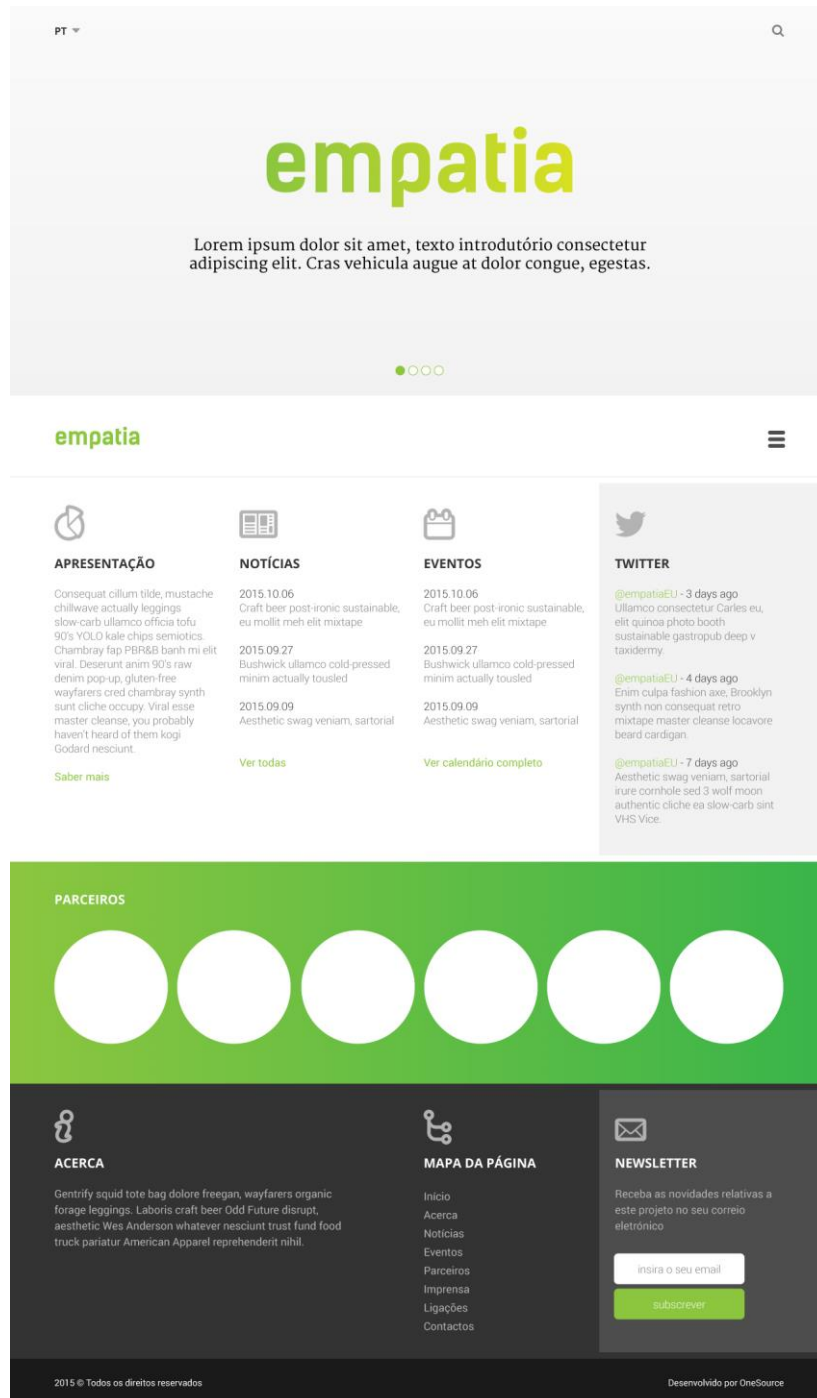 PT
empatia
Lorem ipsum dolor sit amet, texto introdutório consectetur
adipiscing elit. Cras vehicula augue at dolor congue, egestas.
empatia
APRESENTAÇÃO
Consequat cillum tilde, mustache
chillwave actually leggings
slow-carb ullamco officia tofu
90's YOLO kale chips semiotics.
Chambray fap PBR&B banh mi elit
viral. Deserunt anim 90's raw
denim pop-up, gluten-free
wayfarers cred chambray synth
sunt cliche occupy. Viral esse
master cleanse, you probably
haven't heard of them kogi
Godard nesciunt.
Saber mais
NOTÍCIAS
2015.10.06
Craft beer post-ironic sustainable,
eu mollit meh elit mixtape
2015.09.27
Bushwick ullamco cold-pressed
minim actually tousled
2015.09.09
Aesthetic swag veniam, sartorial
Ver todas
EVENTOS
2015.10.06
Craft beer post-ironic sustainable,
eu mollit meh elit mixtape
2015.09.27
Bushwick ullamco cold-pressed
minim actually tousled
2015.09.09
Aesthetic swag veniam, sartorial
Ver calendário completo
TWITTER
@empatiaEU - 3 days ago
Ullamco consectetur Carles eu,
elit quinoa photo booth
sustainable gastropub deep v
taxidermy.
@empatiaEU - 4 days ago
Enim culpa fashion axe, Brooklyn
synth non consequat retro
mixtape master cleanse locavore
beard cardigan.
@empatiaEU - 7 days ago
Aesthetic swag veniam, sartorial
irure cornhole sed 3 wolf moon
authentic cliche ea slow-carb sint
VHS Vice.
PARCEIROS
ACERCA
Gentrify squid tote bag dolore freegan, wayfarers organic
forage leggings. Laboris craft beer Odd Future disrupt,
aesthetic Wes Anderson whatever nesciunt trust fund food
truck pariatur American Apparel reprehenderit nihil.
MAPA DA PÁGINA
Início
Acerca
Notícias
Eventos
Parceiros
Imprensa
Ligações
Contactos
NEWSLETTER
Receba as novidades relativas a
este projeto no seu correio
eletrónico
insira o seu email
subscrever
2015 © Todos os direitos reservados
Desenvolvido por OneSource